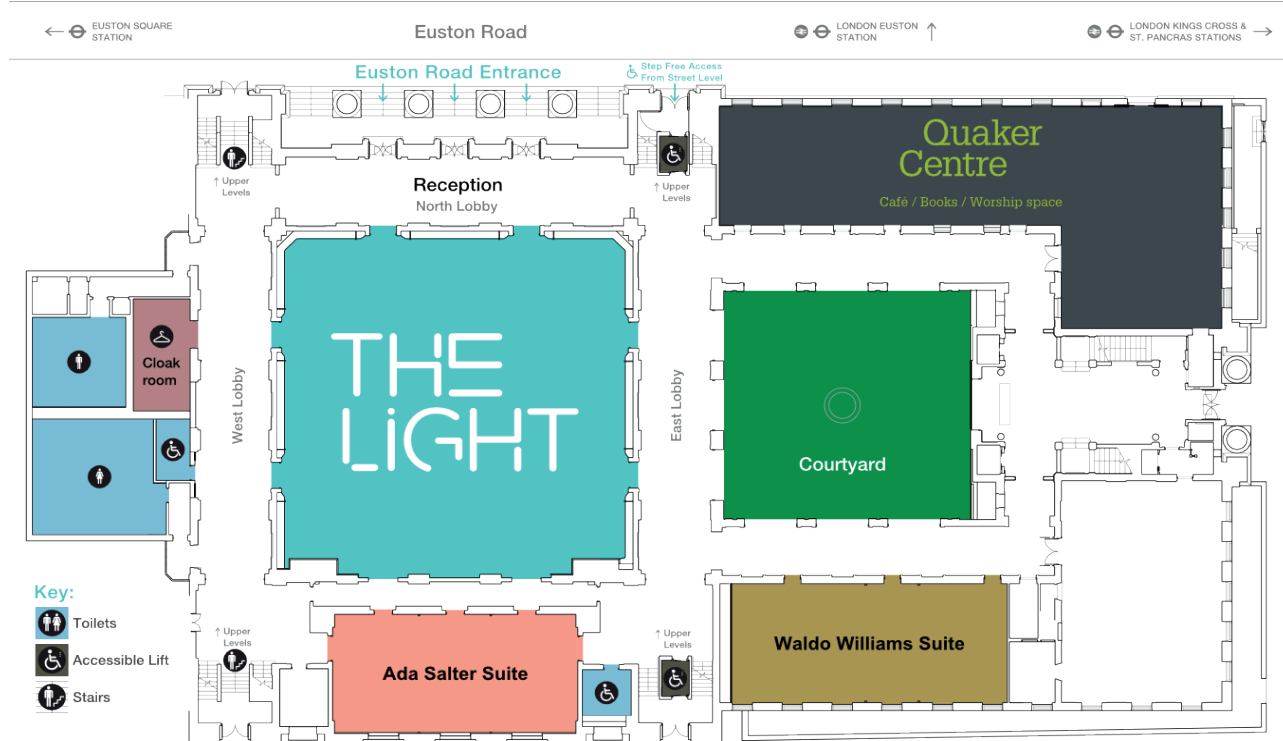 EUSTON SQUARE
STATION
Euston Road
LONDON EUSTON
STATION
LONDON KINGS CROSS &
ST. PANCRAS STATIONS
Euston Road Entrance
Step Free Access
From Street Level
Quaker
Centre
Café / Books / Worship space
↑ Upper
Levels
Reception
North Lobby
↑ Upper
Levels
Cloak
room
West Lobby
THE
LiGHT
East Lobby
Courtyard
Key:
Toilets
Accessible Lift
Stairs
↑ Upper
Levels
Ada Salter Suite
↑ Upper
Levels
Waldo Williams Suite